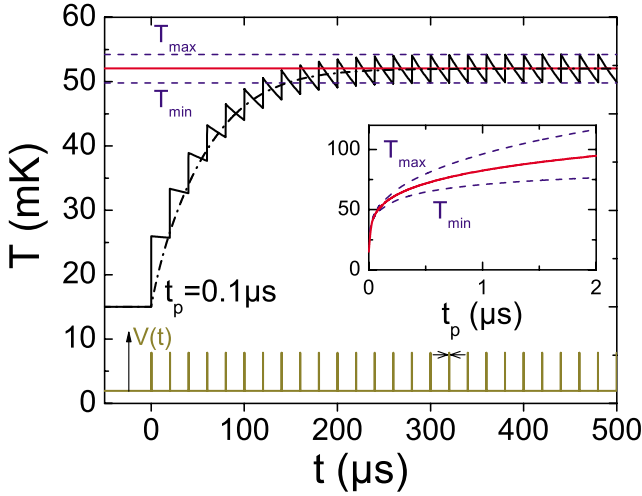 60
T_max
50
T_min
40
T_max
100
30
T_min
50
T (mK)
20
0
0 1 2
t_p=0.1µs
t_p (µs)
10
V(t)
0
0 100 200 300 400 500
t (µs)